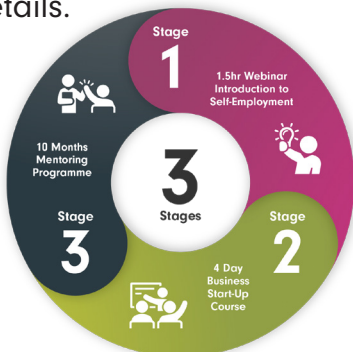 etails.
Stage
1
1.5hr Webinar
Introduction to
Self-Employment
10 Months
Mentoring
Programme
3
Stages
Stage
3
Stage
2
4 Day
Business
Start-Up
Course